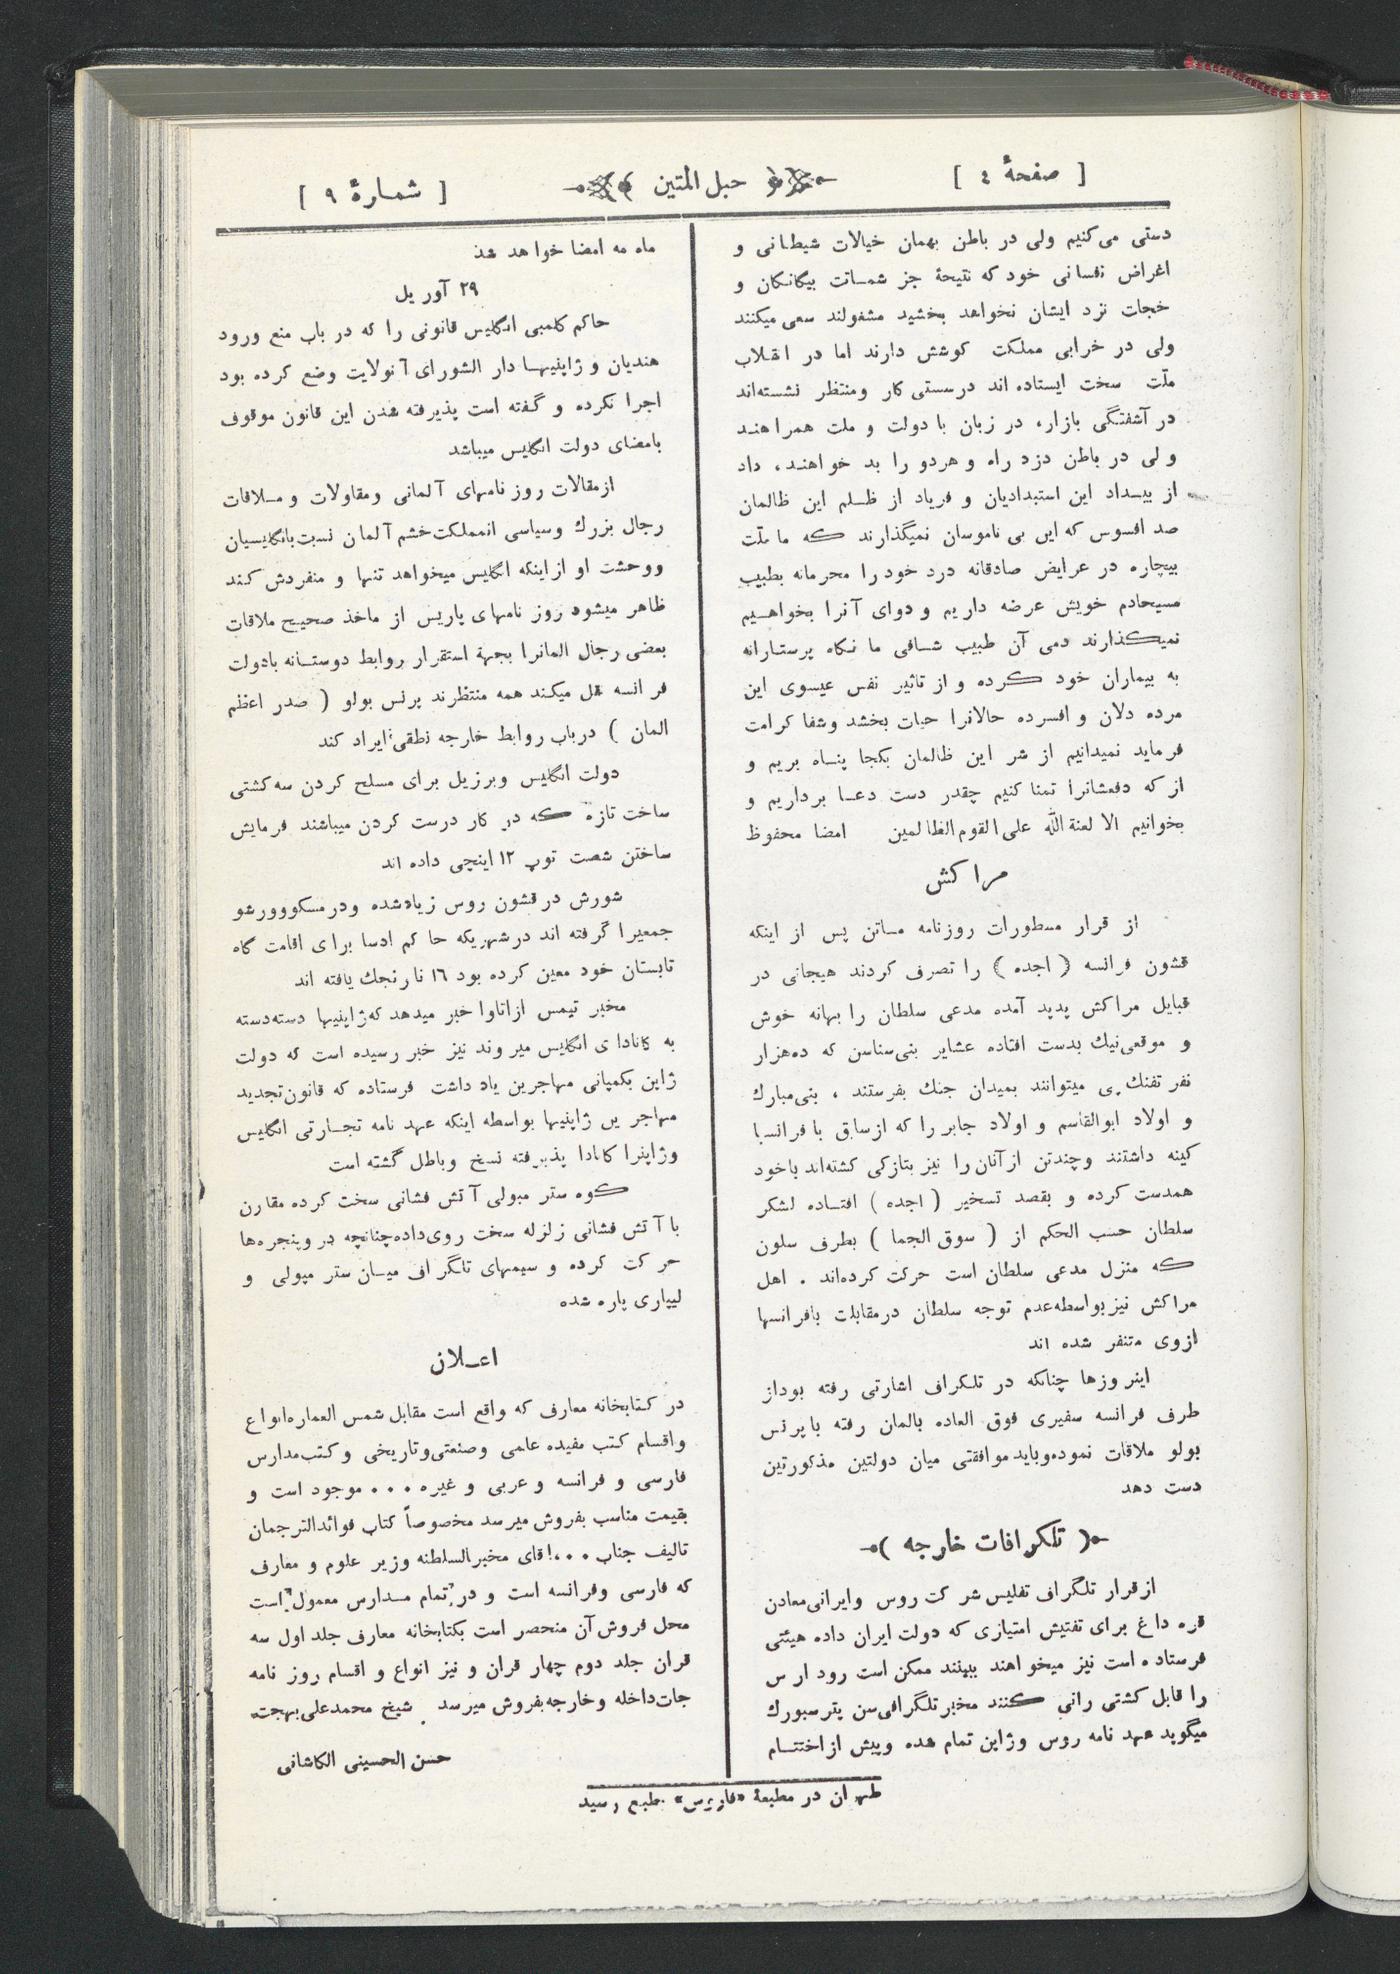 [ صفحهٔ ٤ ]
حبل المتین
[ شمارهٔ ٩ ]
دستی می‌کنیم ولی در باطن بهمان خیالات شیطانی و
اغراض نفسانی خود که نتیجهٔ جز شماتت بیگانکان و
خجات نزد ایشان نخواهد بخشید مشغولند سعی میکنند
ولی در خرابی مملکت کوشش دارند اما در انقلاب
ملّت سخت ایستاده اند درسستی کار ومنتظر نشسته‌اند
در آشفتگی بازار، در زبان با دولت و ملت همراهند
ولی در باطن دزد راه و هردو را بد خواهند، داد
از بیداد این استبدادیان و فریاد از ظلم این ظالمان
صد افسوس که این بی ناموسان نمیگذارند که ما ملّت
بیچاره در عرایض صادقانه درد خود را محرمانه بطبیب
مسیحادم خویش عرضه داریم و دوای آنرا بخواهیم
نمیگذارند دمی آن طبیب شافی ما نگاه پرستارانه
به بیماران خود کرده و از تاثیر نفس عیسوی این
مرده دلان و افسرده حالانرا حیات بخشد وشفا کرامت
فرماید نمیدانیم از شر این ظالمان بکجا پناه بریم و
از که دفعشانرا تمنا کنیم چقدر دست دعا برداریم و
بخوانیم الا لعنة الله علی القوم الظالمین امضا محفوظ
مراکش
از قرار مسطورات روزنامه ماتن پس از اینکه
قشون فرانسه ( اجده ) را تصرف کردند هیجانی در
قبایل مراکش پدید آمده مدعی سلطان را بهانه خوش
و موقعی‌نیك بدست افتاده عشایر بنی‌سناسن که ده‌هزار
نفر تفنك‌چی میتوانند بمیدان جنك بفرستند ، بنی‌مبارك
و اولاد ابوالقاسم و اولاد جابر را که از سابق با فرانسها
کینه داشتند وچندتن از آنان را نیز بتازکی کشته‌اند باخود
همدست کرده و بقصد تسخیر ( اجده ) افتاده لشکر
سلطان حسب الحکم از ( سوق الجما ) بطرف سلون
که منزل مدعی سلطان است حرکت کرده‌اند . اهل
مراکش نیز بواسطه‌عدم توجه سلطان درمقابلت بافرانسها
ازوی متنفر شده اند
اینروزها چنانکه در تلکراف اشارتی رفته بوداز
طرف فرانسه سفیری فوق العاده بالمان رفته باپرنس
بولو ملاقات نموده‌وباید موافقتی میان دولتین مذکورتین
دست دهد
( تلکرافات خارجه )
ازقرار تلگراف تفلیس شرکت روس وایرانی‌معادن
قره داغ برای تفتیش امتیازی که دولت ایران داده هیئتی
فرستاده است نیز میخواهند ببینند ممکن است رود ارس
را قابل کشتی رانی کنند مخبر تلگرافی‌سن پترسبورك
میگوید عهد نامه روس وژاپن تمام شده وپیش ازاختتام
ماه مه امضا خواهد شد
٢٩ آوریل
حاکم کلمبی انگلیس قانونی را که در باب منع ورود
هندیان و ژاپنیها دار الشورای آنولایت وضع کرده بود
اجرا نکرده و گفته است پذیرفته شدن این قانون موقوف
بامضای دولت انگلیس میباشد
ازمقالات روز نامهای آلمانی ومقاولات وملاقات
رجال بزرك وسیاسی انمملکت‌خشم آلمان نسبت‌بانگلیسیان
ووحشت او ازاینکه انگلیس میخواهد تنها و منفردش کند
ظاهر میشود روز نامهای پاریس از ماخذ صحیح ملاقات
بعضی رجال المانرا بجهة استقرار روابط دوستانه بادولت
فرانسه نقل میکند همه منتظرند پرنس بولو ( صدر اعظم
المان ) درباب روابط خارجه نطقی ایراد کند
دولت انگلیس وبرزیل برای مسلح کردن سه کشتی
ساخت تازه که در کار درست کردن میباشند فرمایش
ساختن شصت توپ ١٢ اینچی داده اند
شورش در قشون روس زیادشده ودرمسکوورشو
جمعیرا گرفته اند درشهریکه حاکم ادسا برای اقامت گاه
تابستان خود معین کرده بود ١٦ نارنجك یافته اند
مخبر تیمس ازاتاوا خبر میدهد که‌ژاپنیها دسته‌دسته
به کانادای انگلیس میروند نیز خبر رسیده است که دولت
ژاپن بکمپانی مهاجرین یاد داشت فرستاده که قانون‌تجدید
مهاجرین ژاپنیها بواسطه اینکه عهد نامه تجارتی انگلیس
وژاپنرا کانادا پذیرفته نسخ وباطل گشته است
کوه ستر مبولی آتش فشانی سخت کرده مقارن
با آتش فشانی زلزله سخت روی‌داده‌چنانچه در وپنجره‌ها
حرکت کرده و سیمهای تلگراف میان ستر مپولی و
لیپاری پاره شده
اعلان
در کتابخانه معارف که واقع است مقابل شمس العماره‌انواع
واقسام کتب مفیده علمی وصنعتی‌وتاریخی وکتب‌مدارس
فارسی و فرانسه و عربی و غیره ۰۰۰ موجود است و
بقیمت مناسب بفروش میرسد مخصوصاً کتاب فوائدالترجمان
تالیف جناب ۰۰۰اقای مخبرالسلطنه وزیر علوم و معارف
که فارسی وفرانسه است و در تمام مدارس معمول است
محل فروش آن منحصر است بکتابخانه معارف جلد اول سه
قران جلد دوم چهار قران و نیز انواع و اقسام روز نامه
جات‌داخله وخارجه‌بفروش میرسد شیخ محمدعلی‌بهجت
حسن الحسینی الکاشانی
طهران در مطبعهٔ «فاریس» بطبع رسید